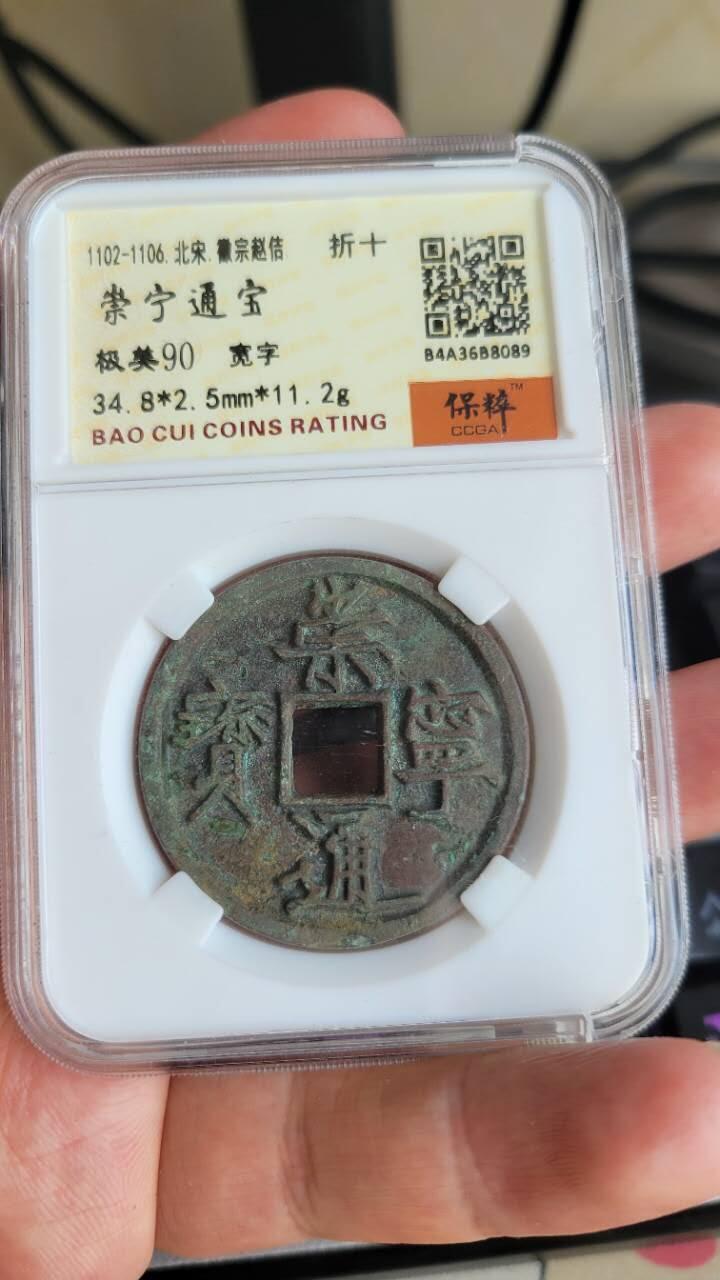 1102-1106.北宋.徽宗赵佶 折十
崇宁通宝
极美90 宽字
B4A36B8089
34.8*2.5mm*11.2g
BAO CUI COINS RATING
保粹™
CCGA
崇
寧
通
寶